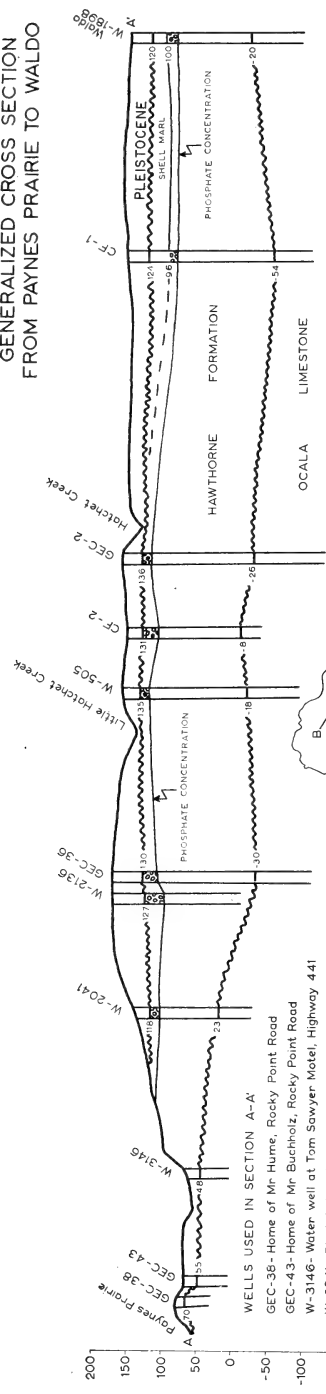 GENERALIZED CROSS SECTION
FROM PAYNES PRAIRIE TO WALDO
A
Paynes Prairie
GEC-38
GEC-43
W-3146
W-2041
W-2136
GEC-36
Little Hatchet Creek
W-505
CF-2
GEC-2
Hatchet Creek
CF-1
Waldo
W-1898
A'
200
100
50
0
-50
-100
70
55
48
118
127
130
135
131
136
124
120
PLEISTOCENE
SHELL MARL
96
100
PHOSPHATE CONCENTRATION
PHOSPHATE CONCENTRATION
HAWTHORNE FORMATION
23
-30
-18
-8
-26
-54
-20
OCALA LIMESTONE
B
WELLS USED IN SECTION A-A'
GEC-38- Home of Mr Hume, Rocky Point Road
GEC-43- Home of Mr Buchholz, Rocky Point Road
W-3146- Water well at Tom Sawyer Motel, Highway 441